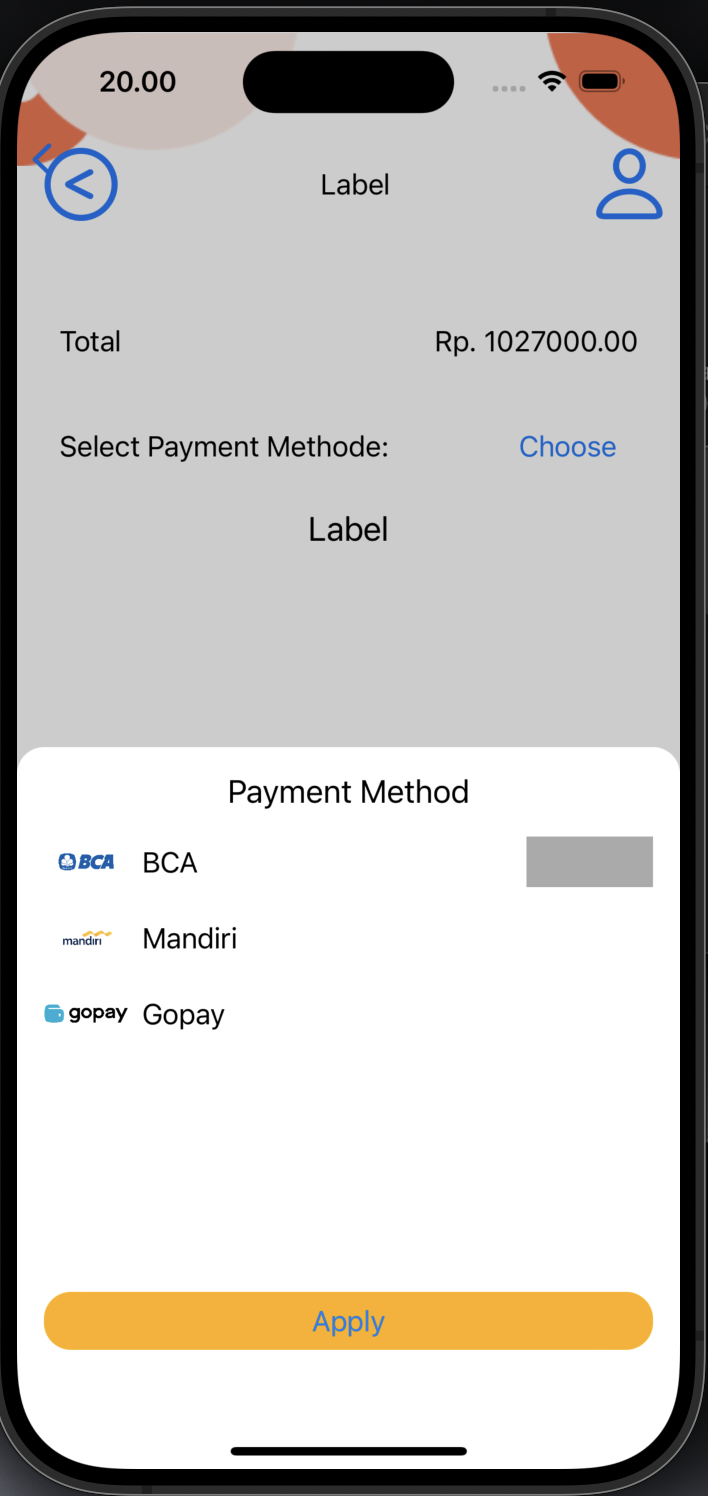 20.00
<
Label
Total Rp. 1027000.00
Select Payment Methode: Choose
Label
Payment Method
BCA BCA
mandiri Mandiri
gopay Gopay
Apply